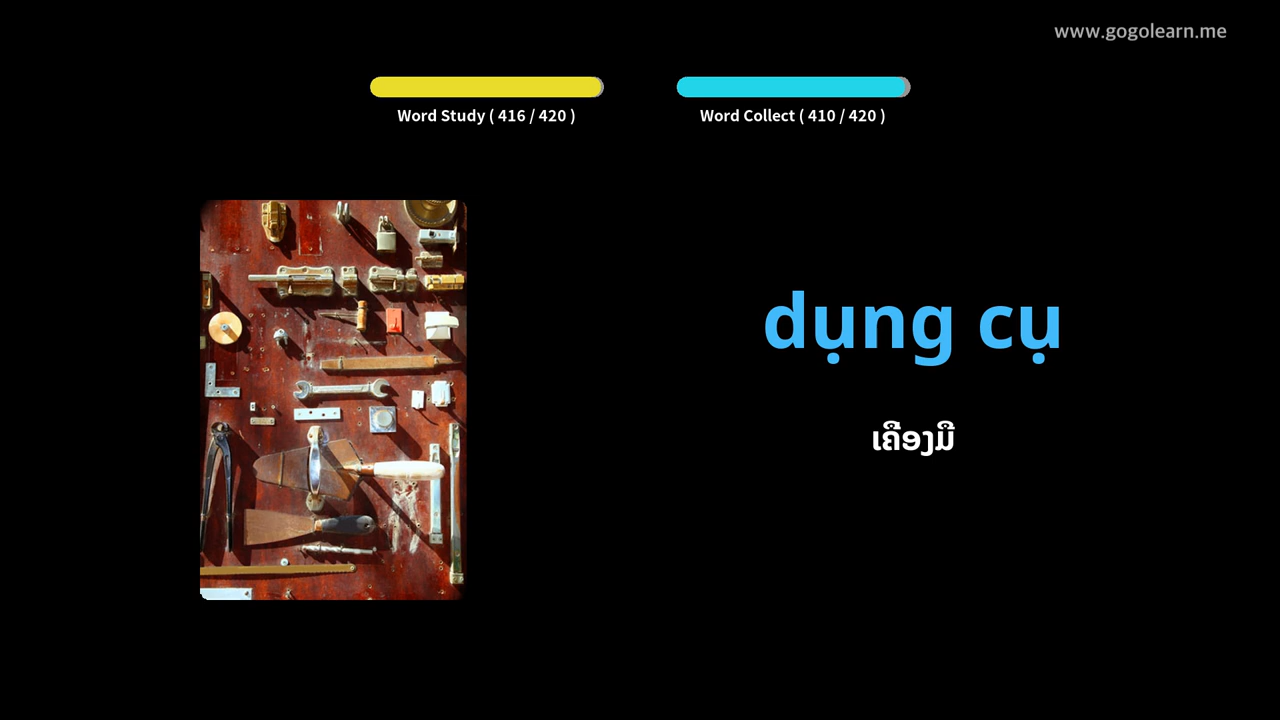 www.gogolearn.me
Word Study ( 416 / 420 )
Word Collect ( 410 / 420 )
dụng cụ
ເຄື່ອງມື